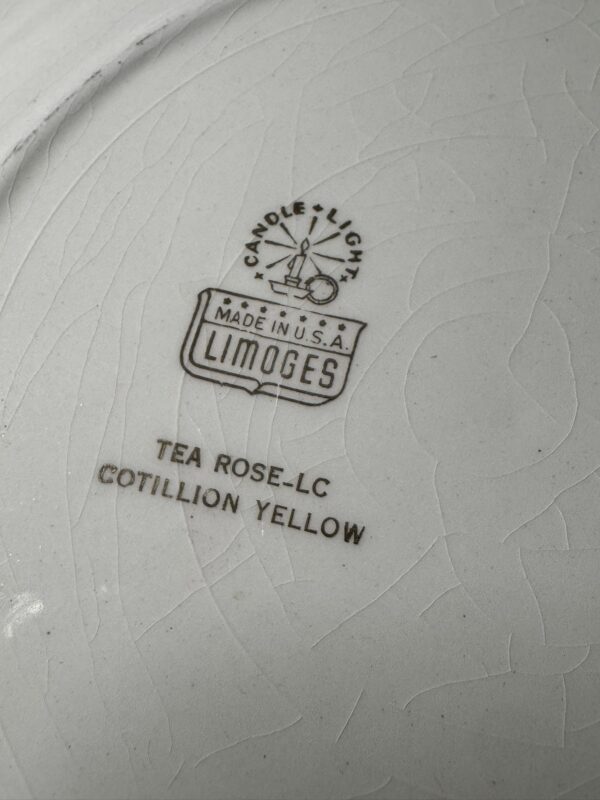 CANDLE + LIGHT
MADE IN U.S.A.
LIMOGES
TEA ROSE-LC
COTILLION YELLOW